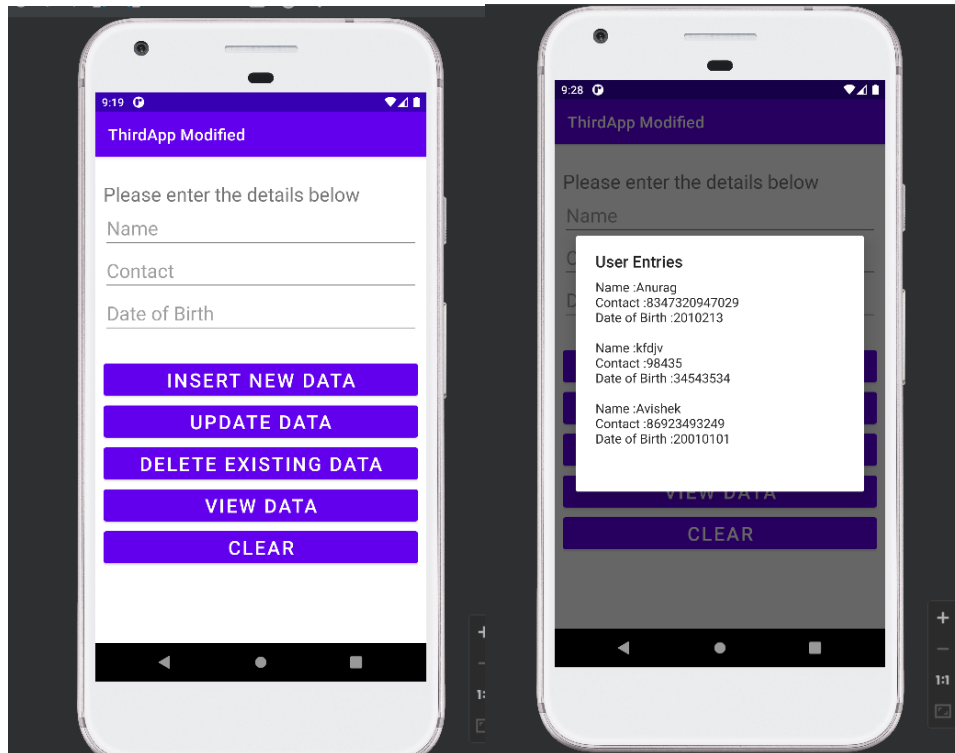 9:19
ThirdApp Modified
Please enter the details below
Name
Contact
Date of Birth
INSERT NEW DATA
UPDATE DATA
DELETE EXISTING DATA
VIEW DATA
CLEAR
1:
9:28
ThirdApp Modified
Please enter the details below
Name
C
D
User Entries
Name :Anurag
Contact :8347320947029
Date of Birth :2010213
Name :kfdjv
Contact :98435
Date of Birth :34543534
Name :Avishek
Contact :86923493249
Date of Birth :20010101
VIEW DATA
CLEAR
1:1